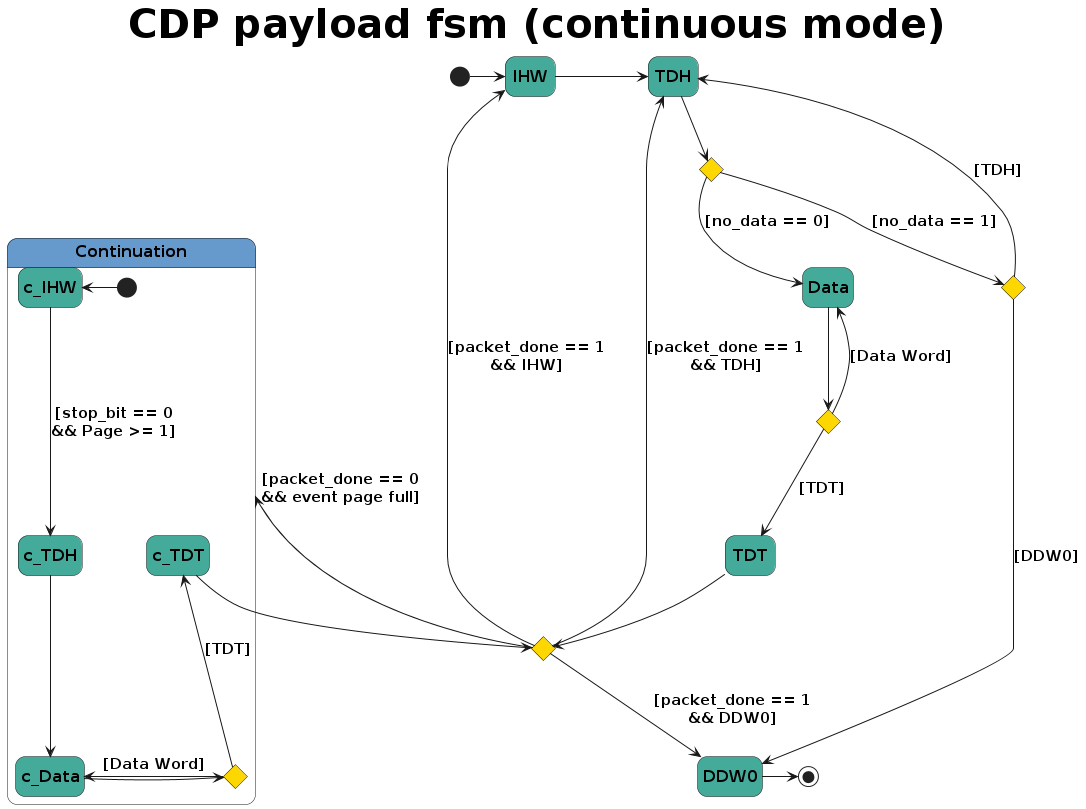 CDP payload fsm (continuous mode)
IHW
TDH
[TDH]
[no_data == 0]
[no_data == 1]
Continuation
c_IHW
Data
[packet_done == 1
&& IHW]
[packet_done == 1
&& TDH]
[Data Word]
[stop_bit == 0
&& Page >= 1]
[packet_done == 0
&& event page full]
[TDT]
c_TDH
c_TDT
TDT
[DDW0]
[TDT]
[packet_done == 1
&& DDW0]
[Data Word]
c_Data
DDW0